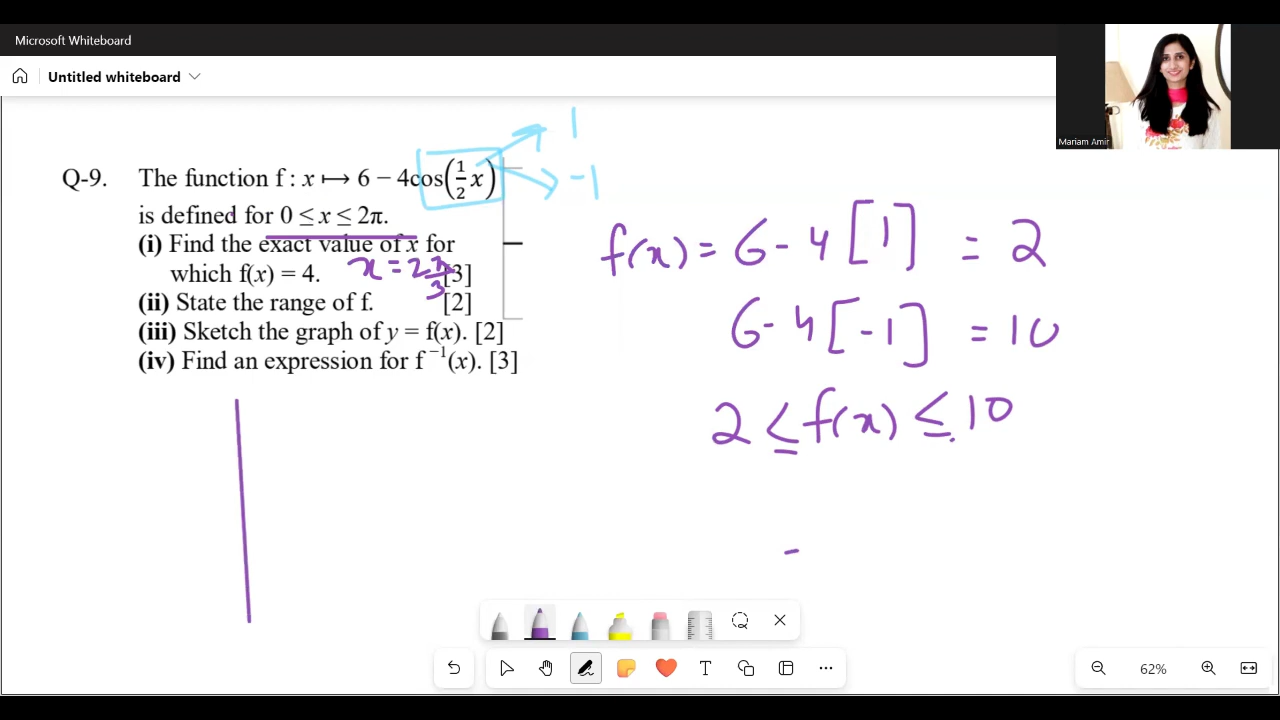 Microsoft Whiteboard
Untitled whiteboard
Mariam Amir
1
-1
Q-9. The function f : x ↦ 6 − 4cos(1/2 x)
is defined for 0 ≤ x ≤ 2π.
(i) Find the exact value of x for
which f(x) = 4. [3]
x = 2π/3
(ii) State the range of f. [2]
(iii) Sketch the graph of y = f(x). [2]
(iv) Find an expression for f⁻¹(x). [3]
f(x) = 6 - 4[1] = 2
6 - 4[-1] = 10
2 ≤ f(x) ≤ 10
62%